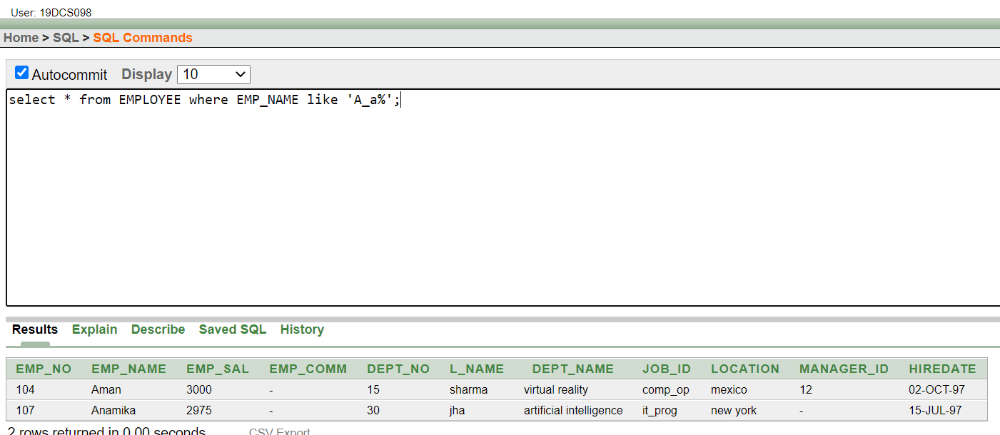 User: 19DCS098
Home > SQL > SQL Commands
Autocommit Display 10
select * from EMPLOYEE where EMP_NAME like 'A_a%';
Results Explain Describe Saved SQL History
EMP_NO EMP_NAME EMP_SAL EMP_COMM DEPT_NO L_NAME DEPT_NAME JOB_ID LOCATION MANAGER_ID HIREDATE
104 Aman 3000 - 15 sharma virtual reality comp_op mexico 12 02-OCT-97
107 Anamika 2975 - 30 jha artificial intelligence it_prog new york - 15-JUL-97
2 rows returned in 0.00 seconds CSV Export